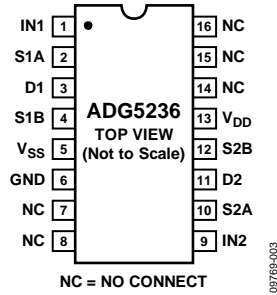 IN1 1
S1A 2
D1 3
S1B 4
VSS 5
GND 6
NC 7
NC 8
ADG5236
TOP VIEW
(Not to Scale)
16 NC
15 NC
14 NC
13 VDD
12 S2B
11 D2
10 S2A
9 IN2
NC = NO CONNECT
09769-003